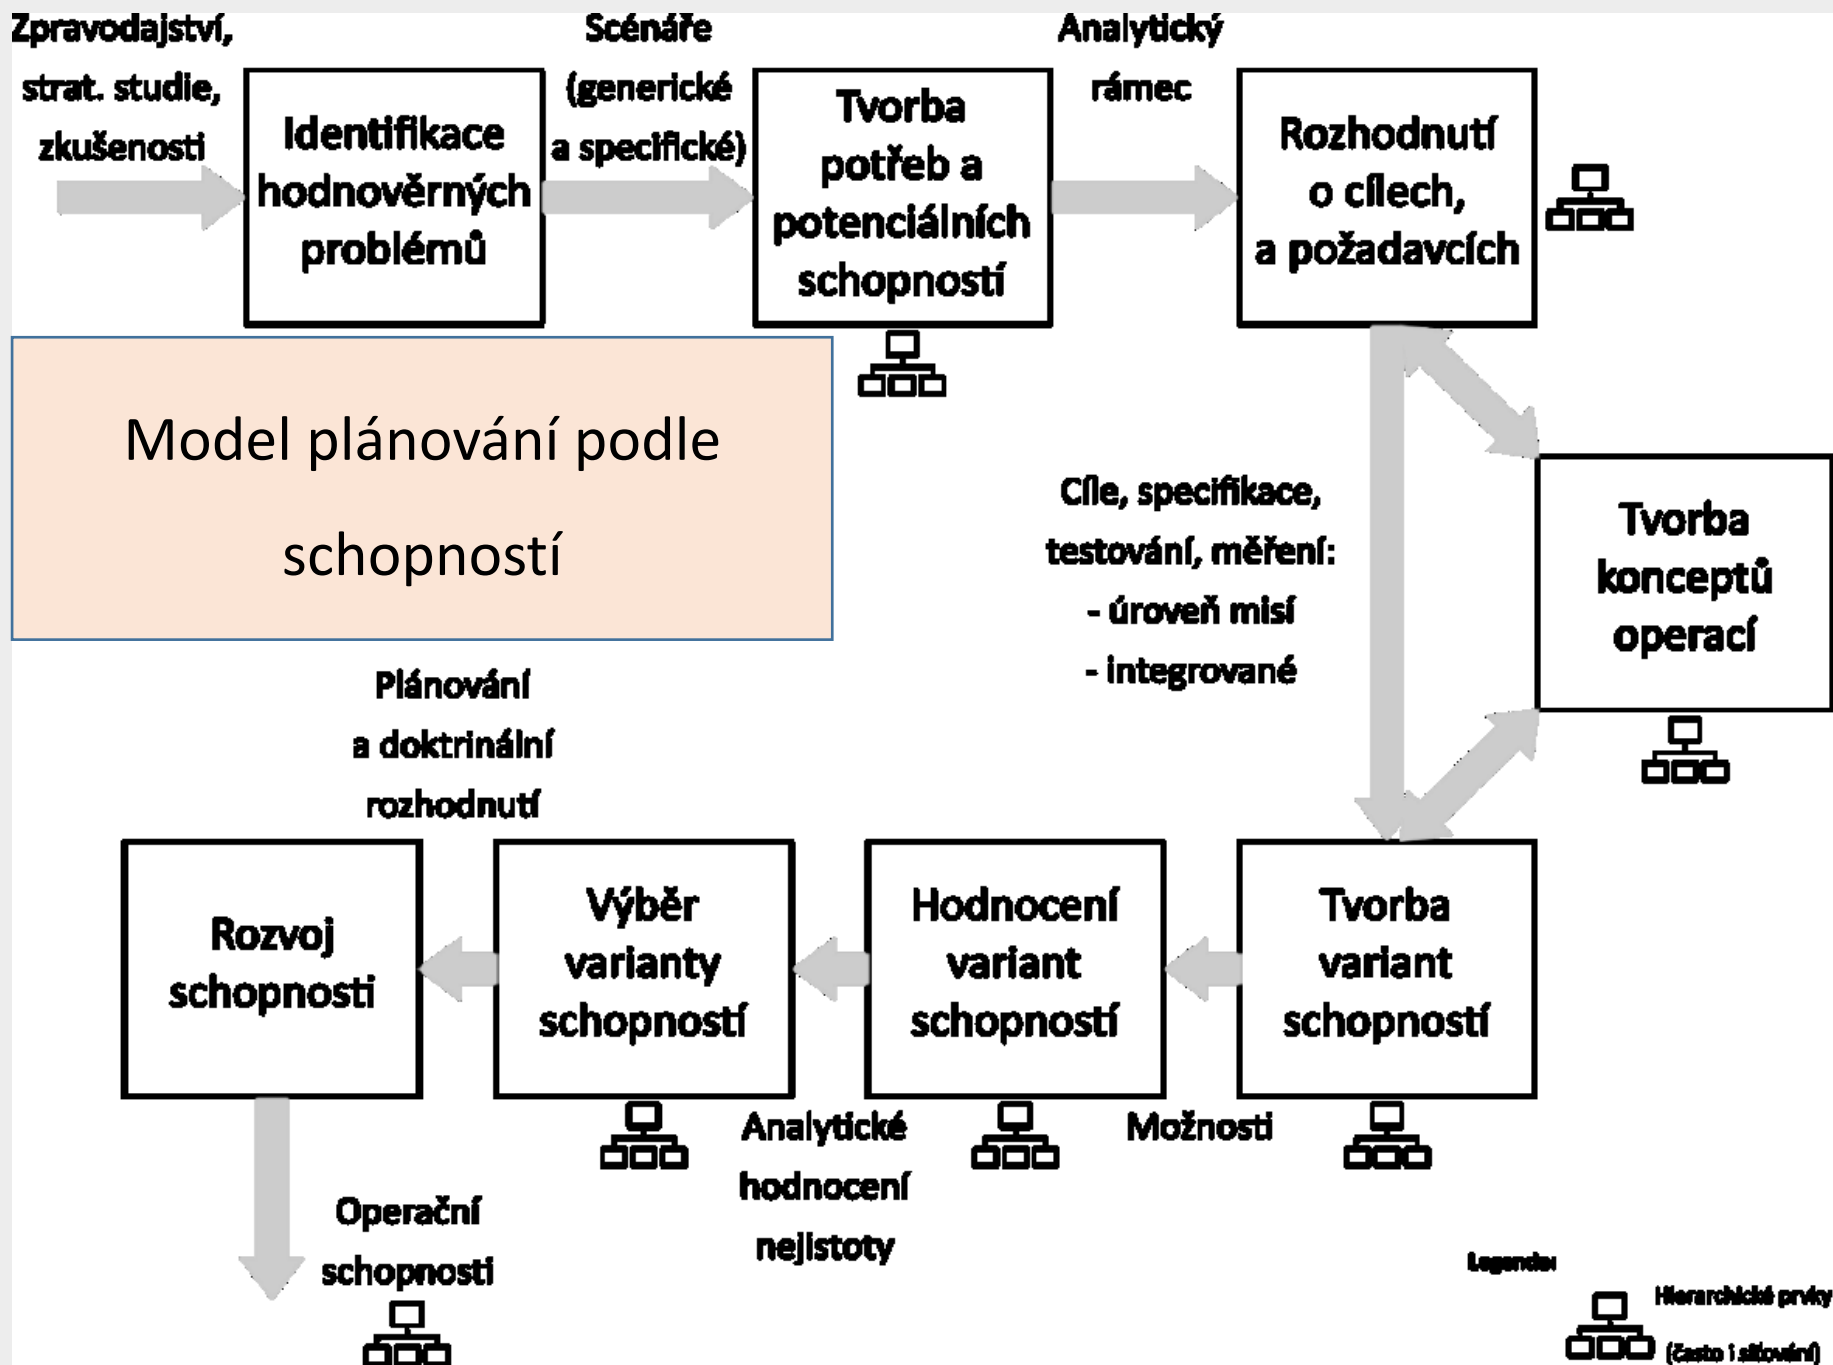 Zpravodajství,
strat. studie,
zkušenosti
Identifikace
hodnověrných
problémů
Scénáře
(generické
a specifické)
Tvorba
potřeb a
potenciálních
schopností
Analytický
rámec
Rozhodnutí
o cílech,
a požadavcích
Model plánování podle
schopností
Cíle, specifikace,
testování, měření:
- úroveň misí
- integrované
Tvorba
konceptů
operací
Plánování
a doktrinální
rozhodnutí
Rozvoj
schopnosti
Výběr
varianty
schopností
Hodnocení
variant
schopností
Tvorba
variant
schopností
Analytické
hodnocení
nejistoty
Možnosti
Operační
schopnosti
Legenda:
Hierarchické prvky
(často i síťování)